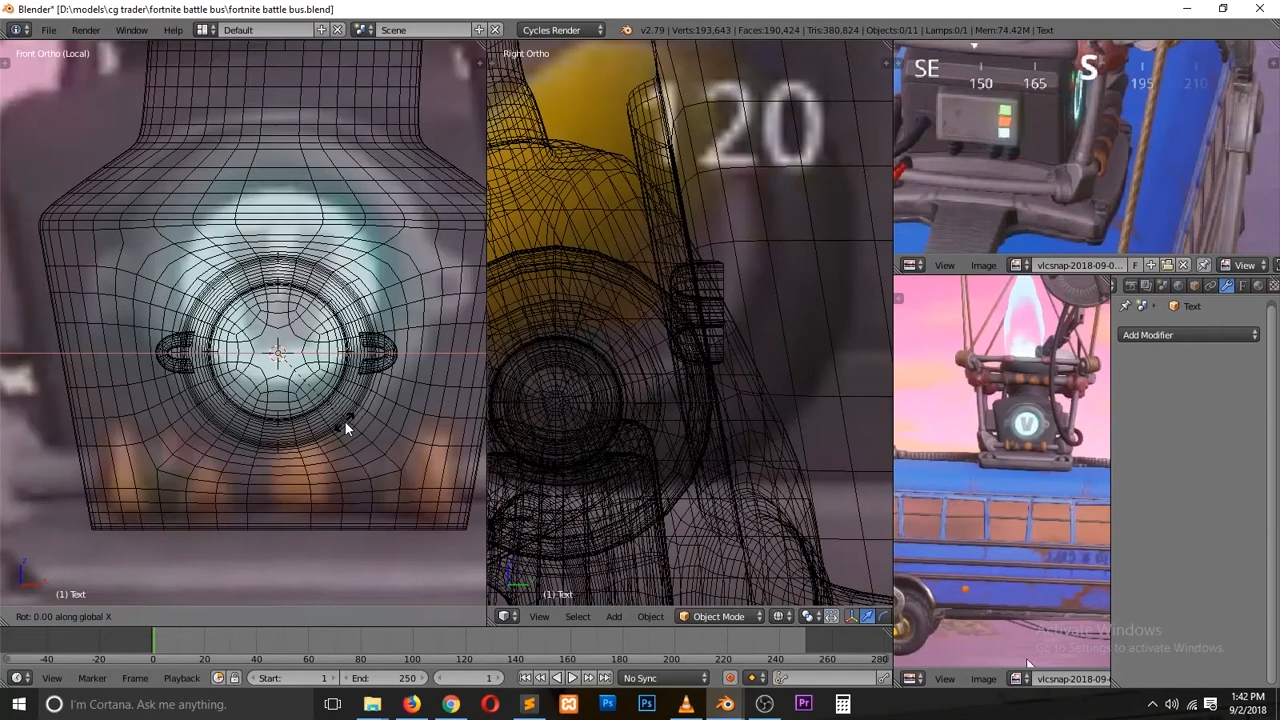 Blender* [D:\models\cg trader\fortnite battle bus\fortnite battle bus.blend]
File Render Window Help Default Scene Cycles Render v2.79 | Verts:193,643 | Faces:190,424 | Tris:380,824 | Objects:0/11 | Lamps:0/1 | Mem:74.42M | Text
Front Ortho (Local)
Right Ortho
120
SE S
150 165 195 210
View Image vlcsnap-2018-09-0... F View
Text
Add Modifier
V
(1) Text
(1) Text
Rot: 0.00 along global X
View Select Add Object Object Mode
Activate Windows
Go to Settings to activate Windows.
-40 -20 0 20 40 60 80 100 120 140 160 180 200 220 240 260 280
View Marker Frame Playback Start: 1 End: 250 1 No Sync
View Image vlcsnap-2018-09-
I'm Cortana. Ask me anything.
1:42 PM
9/2/2018